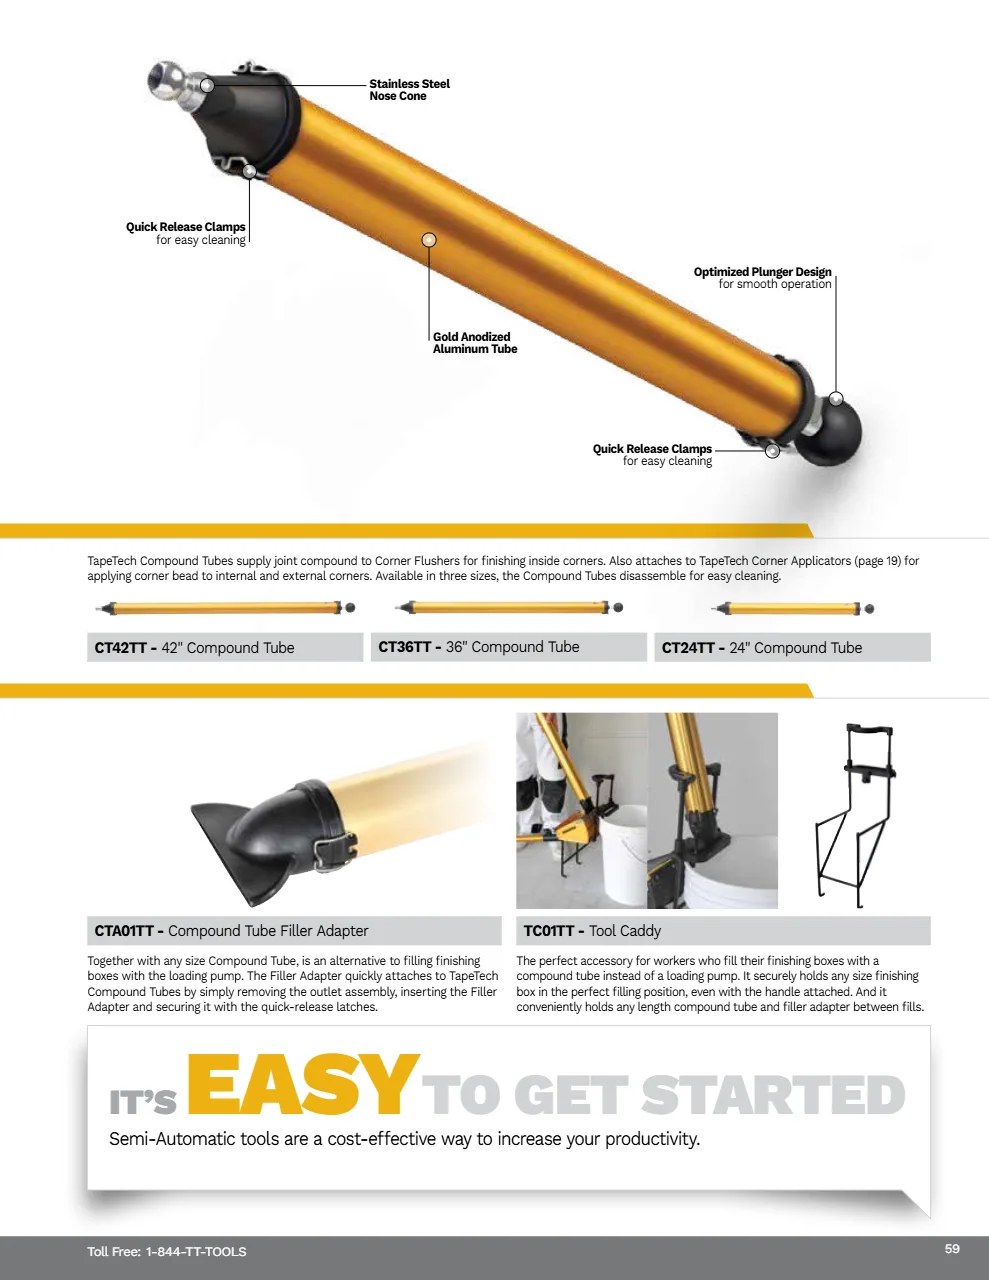 Stainless Steel
Nose Cone
Quick Release Clamps
for easy cleaning
Optimized Plunger Design
for smooth operation
Gold Anodized
Aluminum Tube
Quick Release Clamps
for easy cleaning
TapeTech Compound Tubes supply joint compound to Corner Flushers for finishing inside corners. Also attaches to TapeTech Corner Applicators (page 19) for
applying corner bead to internal and external corners. Available in three sizes, the Compound Tubes disassemble for easy cleaning.
CT42TT - 42" Compound Tube
CT36TT - 36" Compound Tube
CT24TT - 24" Compound Tube
CTA01TT - Compound Tube Filler Adapter
Together with any size Compound Tube, is an alternative to filling finishing
boxes with the loading pump. The Filler Adapter quickly attaches to TapeTech
Compound Tubes by simply removing the outlet assembly, inserting the Filler
Adapter and securing it with the quick-release latches.
TC01TT - Tool Caddy
The perfect accessory for workers who fill their finishing boxes with a
compound tube instead of a loading pump. It securely holds any size finishing
box in the perfect filling position, even with the handle attached. And it
conveniently holds any length compound tube and filler adapter between fills.
IT'S EASY TO GET STARTED
Semi-Automatic tools are a cost-effective way to increase your productivity.
Toll Free: 1-844-TT-TOOLS
59